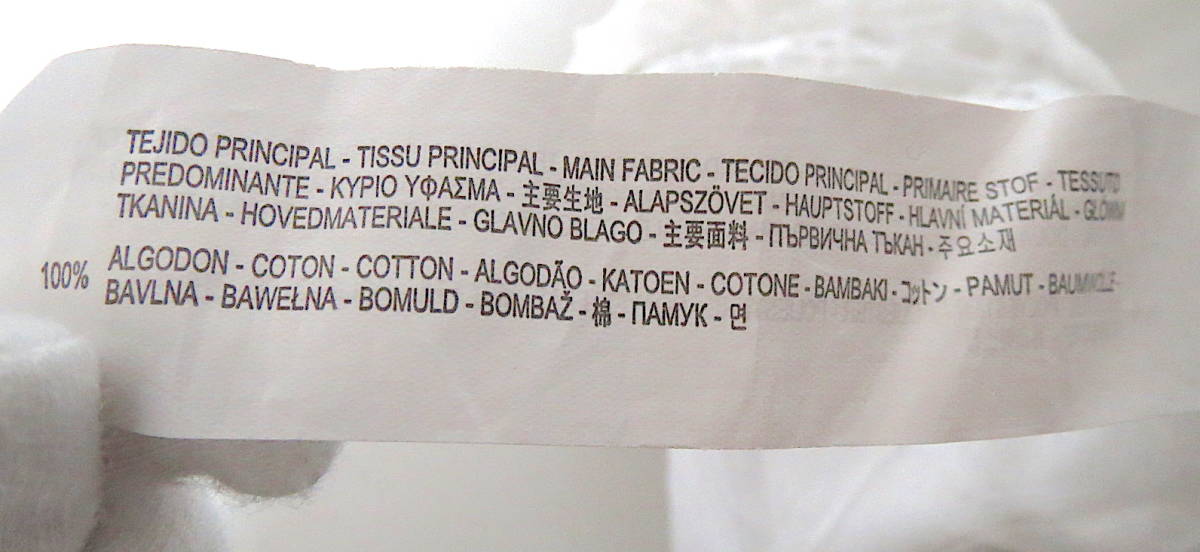 TEJIDO PRINCIPAL - TISSU PRINCIPAL - MAIN FABRIC - TECIDO PRINCIPAL - PRIMAIRE STOF - TESSUTO
PREDOMINANTE - ΚΥΡΙΟ ΥΦΑΣΜΑ - 主要生地 - ALAPSZÖVET - HAUPTSTOFF - HLAVNÍ MATERIÁL - GŁÓWNA
TKANINA - HOVEDMATERIALE - GLAVNO BLAGO - 主要面料 - ПЪРВИЧНА ТЪКАН - 주요소재
100% ALGODON - COTON - COTTON - ALGODÃO - KATOEN - COTONE - BAMBAKI - コットン - PAMUT - BAUMWOLLE -
BAVLNA - BAWEŁNA - BOMULD - BOMBAŽ - 棉 - ПАМУК - 면